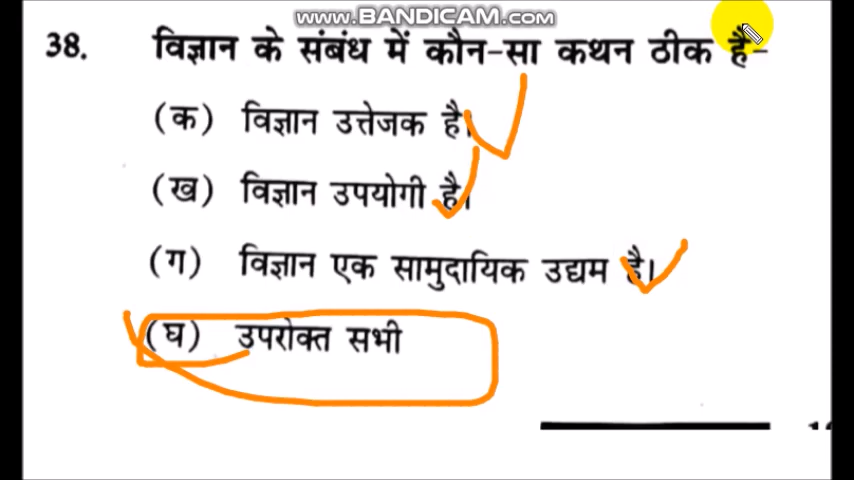 WWW.BANDICAM.COM
38. विज्ञान के संबंध में कौन-सा कथन ठीक है-
(क) विज्ञान उत्तेजक है।
(ख) विज्ञान उपयोगी है।
(ग) विज्ञान एक सामुदायिक उद्यम है।
(घ) उपरोक्त सभी